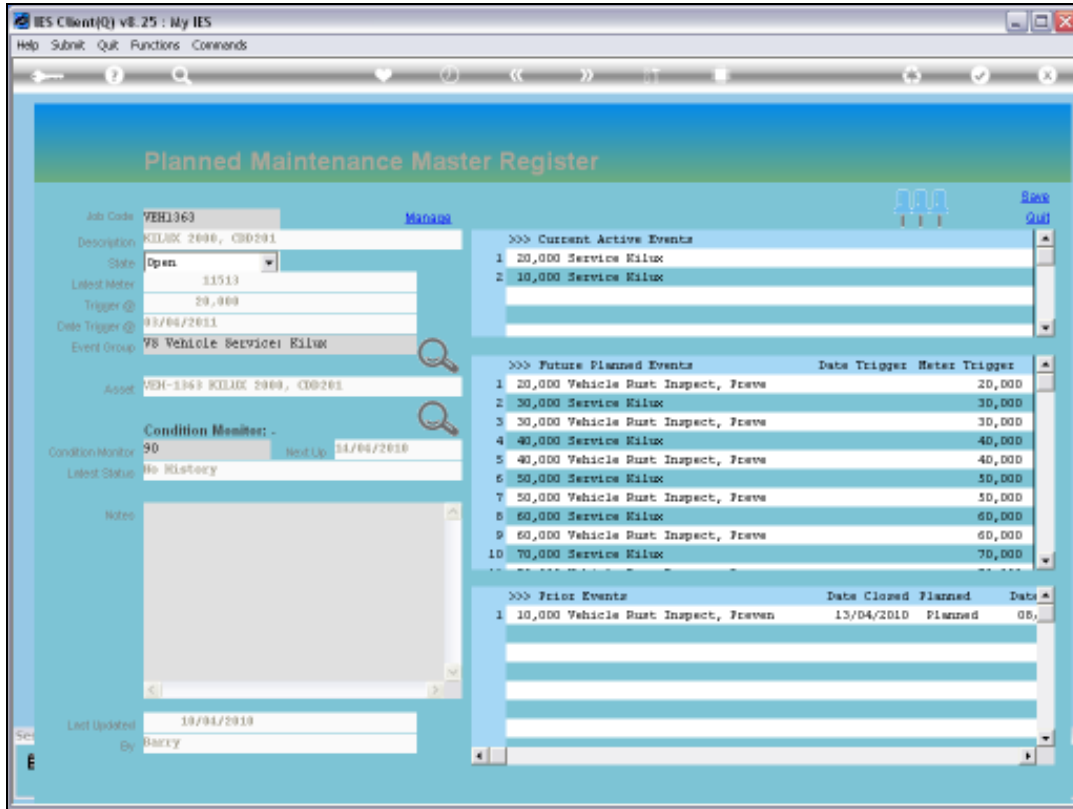 IES Client(Q) v8.25 : My IES
Help Submit Quit Functions Commands
Planned Maintenance Master Register
Save
Quit
Job Code VEH1363 Manage
Description KILUX 2000, CDD201
State Open
Latest Meter 11513
Trigger @ 20,000
Date Trigger @ 03/04/2011
Event Group VS Vehicle Service: Kilux
Asset VEH-1363 KILUX 2000, CDD201
Condition Monitor: -
Condition Monitor 90 Next Up 14/04/2010
Latest Status No History
Notes
Last Updated 10/04/2010
By Barry
>>> Current Active Events
1 20,000 Service Kilux
2 10,000 Service Kilux
>>> Future Planned Events Date Trigger Meter Trigger
1 20,000 Vehicle Rust Inspect, Preve 20,000
2 30,000 Service Kilux 30,000
3 30,000 Vehicle Rust Inspect, Preve 30,000
4 40,000 Service Kilux 40,000
5 40,000 Vehicle Rust Inspect, Preve 40,000
6 50,000 Service Kilux 50,000
7 50,000 Vehicle Rust Inspect, Preve 50,000
8 60,000 Service Kilux 60,000
9 60,000 Vehicle Rust Inspect, Preve 60,000
10 70,000 Service Kilux 70,000
>>> Prior Events Date Closed Planned Date
1 10,000 Vehicle Rust Inspect, Preven 13/04/2010 Planned 08,
Se